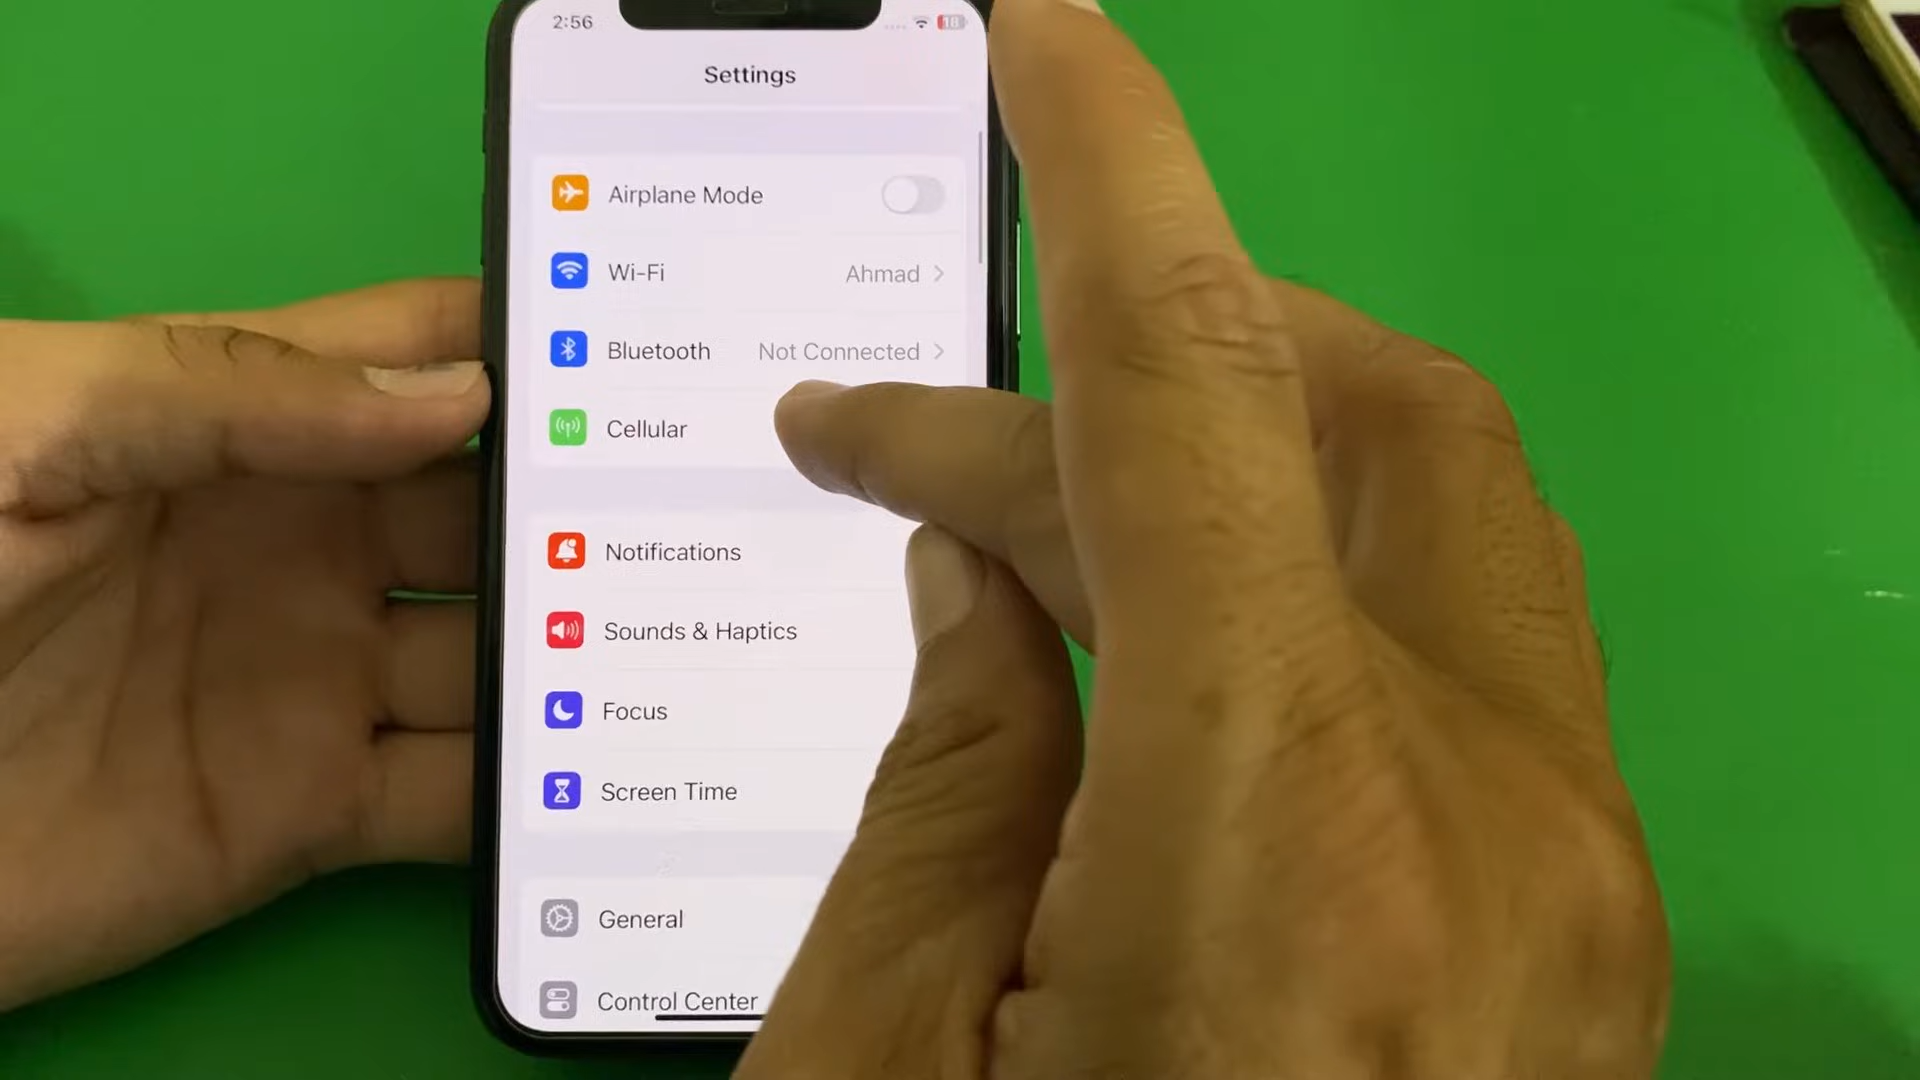 2:56
18
Settings
Airplane Mode
Wi-Fi Ahmad
Bluetooth Not Connected
Cellular
Notifications
Sounds & Haptics
Focus
Screen Time
General
Control Center